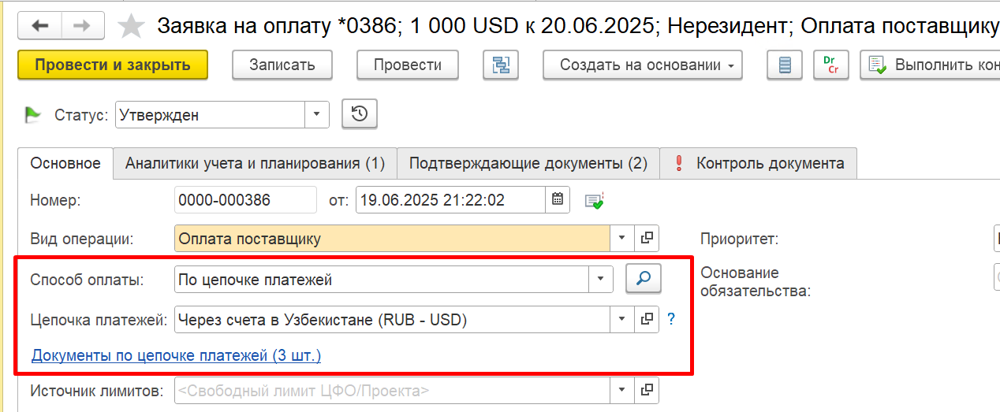 Заявка на оплату *0386; 1 000 USD к 20.06.2025; Нерезидент; Оплата поставщику
Провести и закрыть Записать Провести Создать на основании Dr Cr Выполнить кон
Статус: Утвержден
Основное Аналитики учета и планирования (1) Подтверждающие документы (2) Контроль документа
Номер: 0000-000386 от: 19.06.2025 21:22:02
Вид операции: Оплата поставщику Приоритет:
Способ оплаты: По цепочке платежей Основание
обязательства:
Цепочка платежей: Через счета в Узбекистане (RUB - USD) ?
Документы по цепочке платежей (3 шт.)
Источник лимитов: <Свободный лимит ЦФО/Проекта>